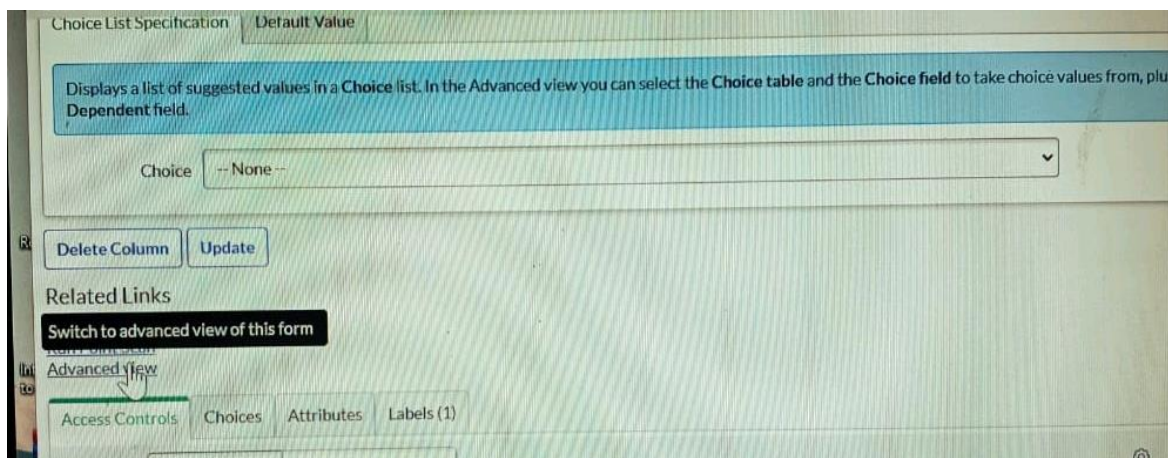 Choice List Specification
Default Value
Displays a list of suggested values in a Choice list. In the Advanced view you can select the Choice table and the Choice field to take choice values from, plu
Dependent field.
Choice
-- None --
Delete Column
Update
Related Links
Switch to advanced view of this form
Advanced view
Access Controls
Choices
Attributes
Labels (1)